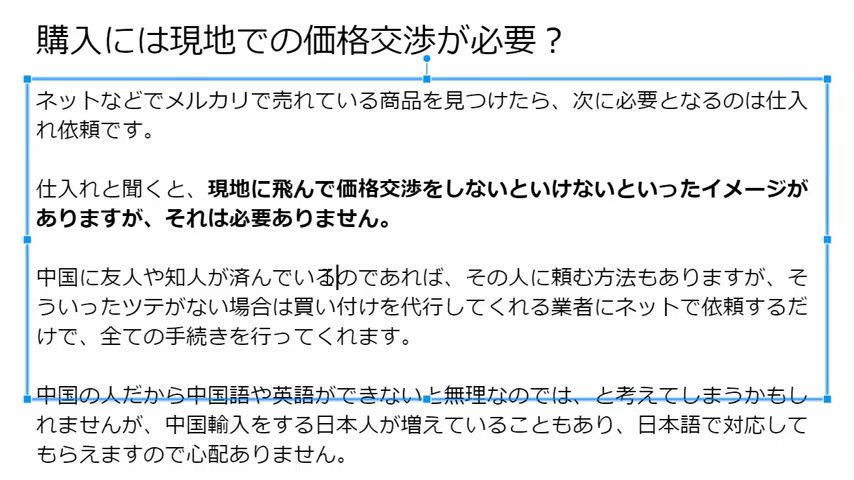 購入には現地での価格交渉が必要？
ネットなどでメルカリで売れている商品を見つけたら、次に必要となるのは仕入
れ依頼です。
仕入れと聞くと、現地に飛んで価格交渉をしないといけないといったイメージが
ありますが、それは必要ありません。
中国に友人や知人が済んでいるのであれば、その人に頼む方法もありますが、そ
ういったツテがない場合は買い付けを代行してくれる業者にネットで依頼するだ
けで、全ての手続きを行ってくれます。
中国の人だから中国語や英語ができないと無理なのでは、と考えてしまうかもし
れませんが、中国輸入をする日本人が増えていることもあり、日本語で対応して
もらえますので心配ありません。